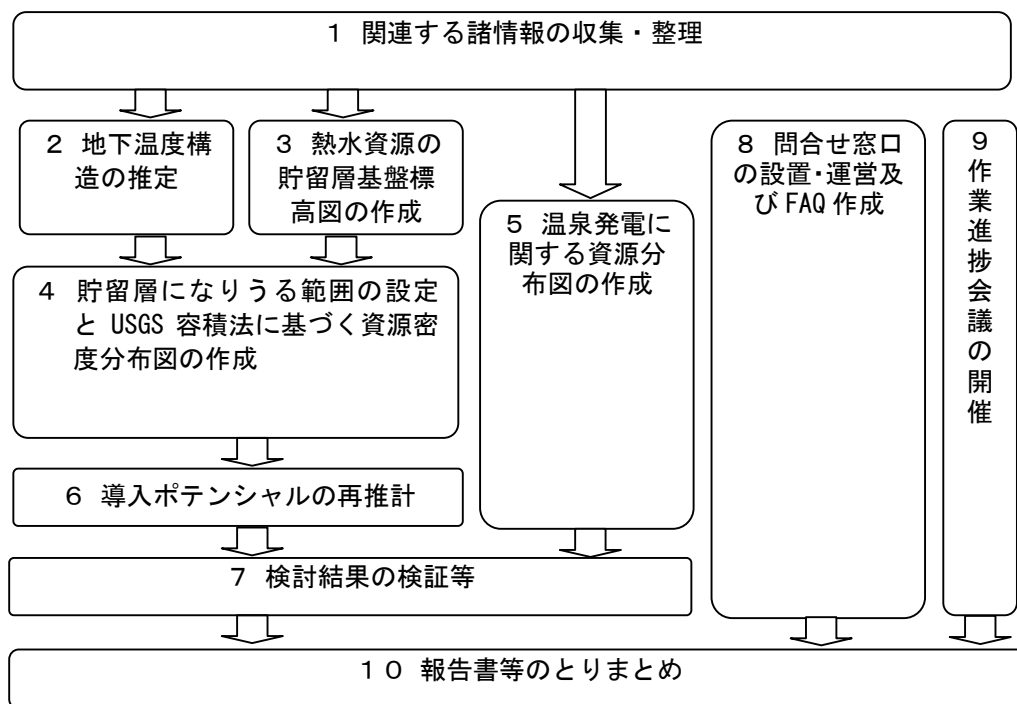 １ 関連する諸情報の収集・整理
２ 地下温度構
造の推定
３ 熱水資源の
貯留層基盤標
高図の作成
４ 貯留層になりうる範囲の設定
と USGS 容積法に基づく資源密
度分布図の作成
５ 温泉発電に
関する資源分
布図の作成
６ 導入ポテンシャルの再推計
７ 検討結果の検証等
８ 問合せ窓口
の設置・運営及
び FAQ 作成
９作業進捗会議の開催
１０ 報告書等のとりまとめ